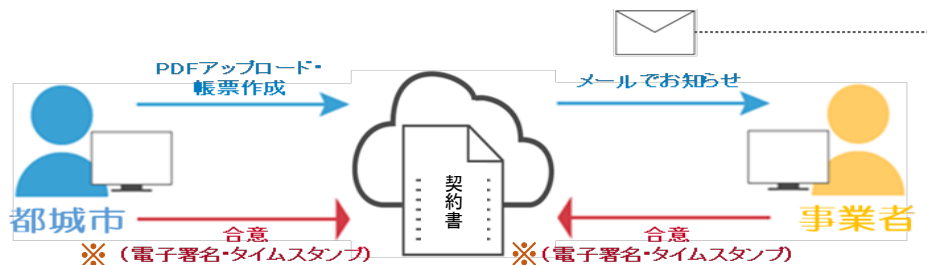 PDFアップロード・
帳票作成
メールでお知らせ
契約書
都城市
事業者
合意
※（電子署名・タイムスタンプ）
合意
※（電子署名・タイムスタンプ）